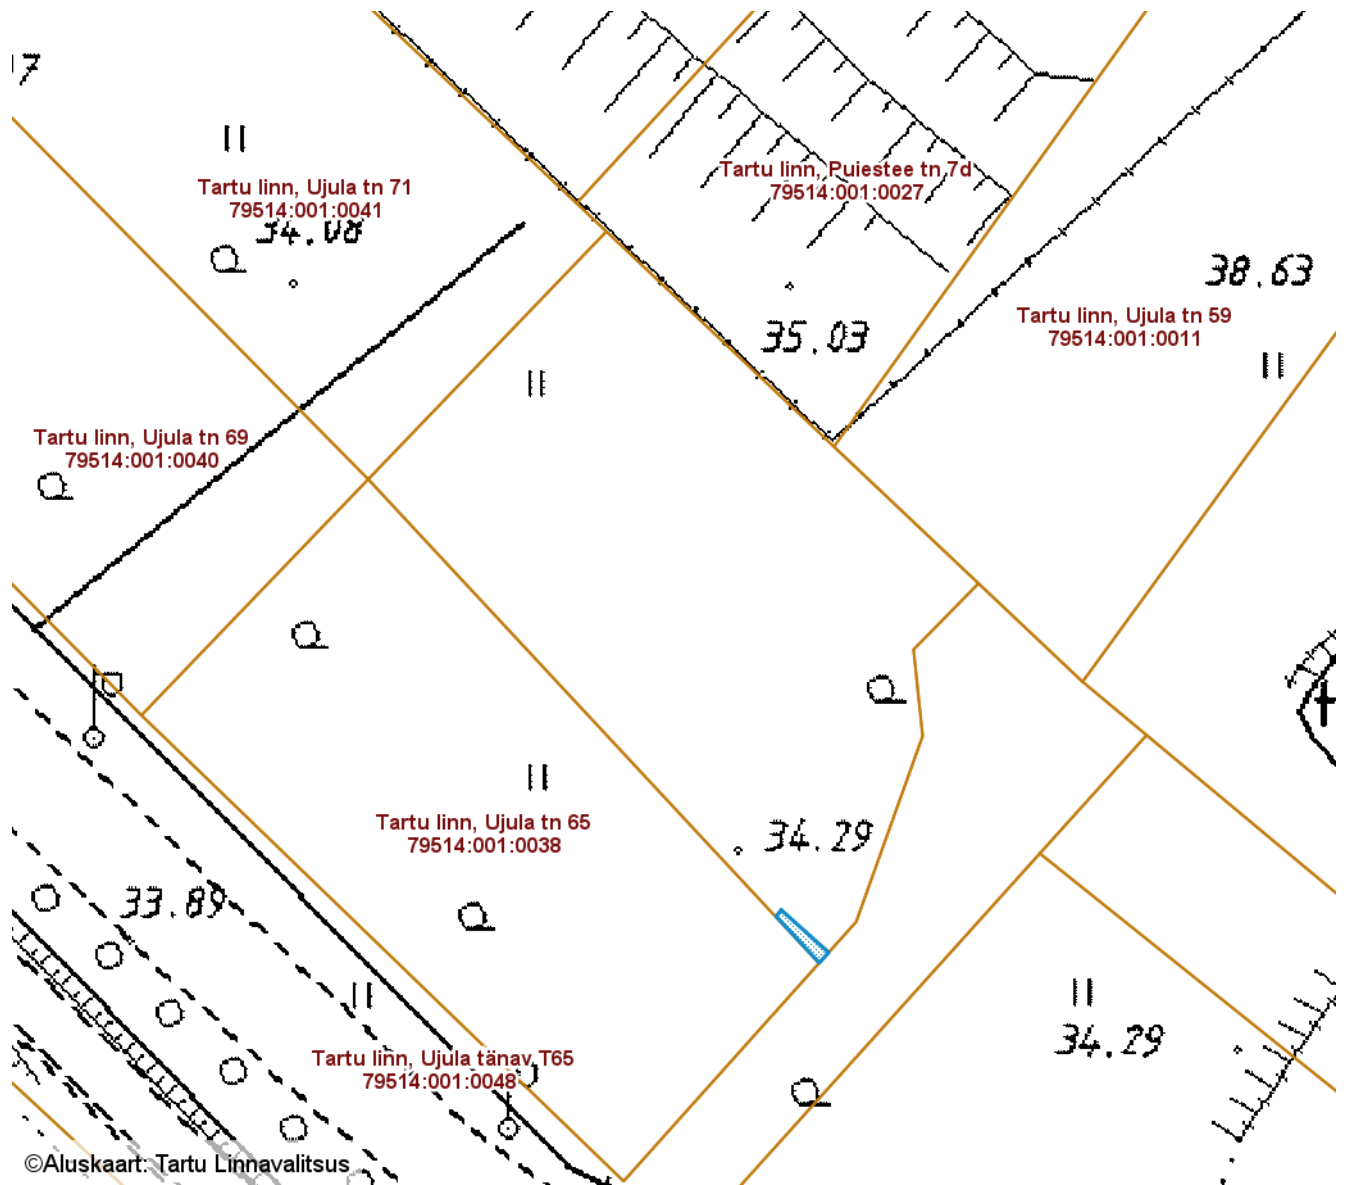 17
Tartu linn, Ujula tn 71
79514:001:0041
34.08
Tartu linn, Puiestee tn 7d
79514:001:0027
38.63
35.03
Tartu linn, Ujula tn 59
79514:001:0011
Tartu linn, Ujula tn 69
79514:001:0040
Tartu linn, Ujula tn 65
79514:001:0038
34.29
33.89
34.29
Tartu linn, Ujula tänav T65
79514:001:0048
©Aluskaart: Tartu Linnavalitsus